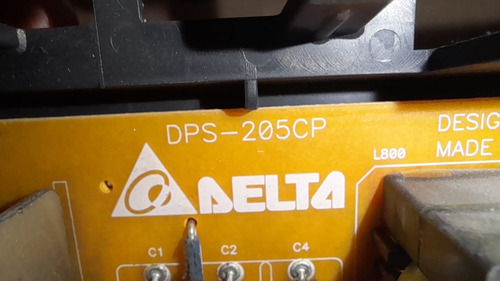 DPS-205CP
DESIG
L800 MADE
DELTA
C1 C2 C4